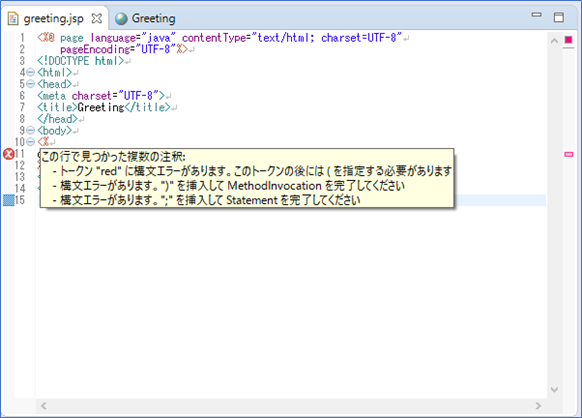 greeting.jsp Greeting
1 <%@ page language="java" contentType="text/html; charset=UTF-8"
2 pageEncoding="UTF-8"%>
3 <!DOCTYPE html>
4 <html>
5 <head>
6 <meta charset="UTF-8">
7 <title>Greeting</title>
8 </head>
9 <body>
10 <%
11
この行で見つかった複数の注釈:
- トークン "red" に構文エラーがあります。このトークンの後には ( を指定する必要があります
- 構文エラーがあります。")" を挿入して MethodInvocation を完了してください
- 構文エラーがあります。";" を挿入して Statement を完了してください
15